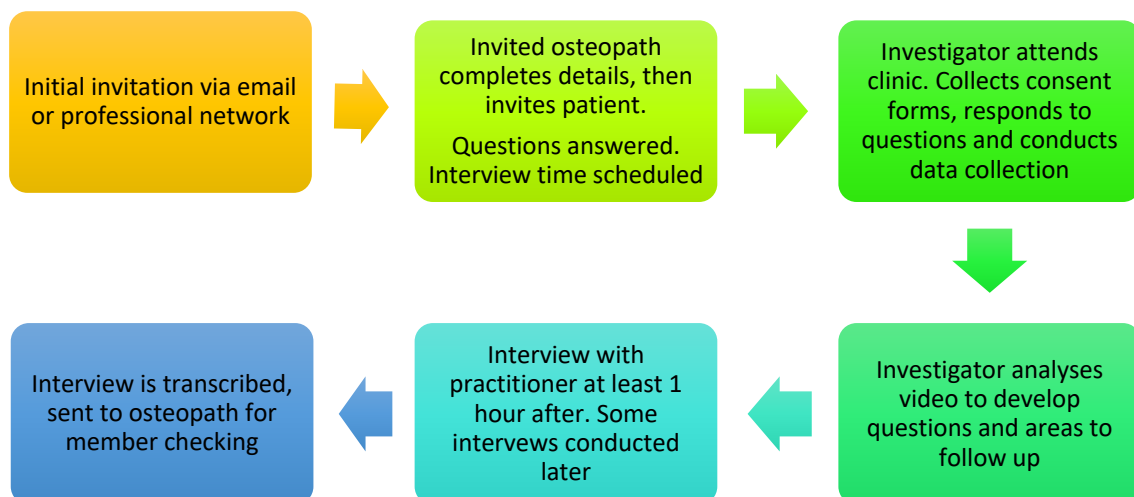 Initial invitation via email
or professional network
Invited osteopath
completes details, then
invites patient.
Questions answered.
Interview time scheduled
Investigator attends
clinic. Collects consent
forms, responds to
questions and conducts
data collection
Investigator analyses
video to develop
questions and areas to
follow up
Interview with
practitioner at least 1
hour after. Some
intervews conducted
later
Interview is transcribed,
sent to osteopath for
member checking